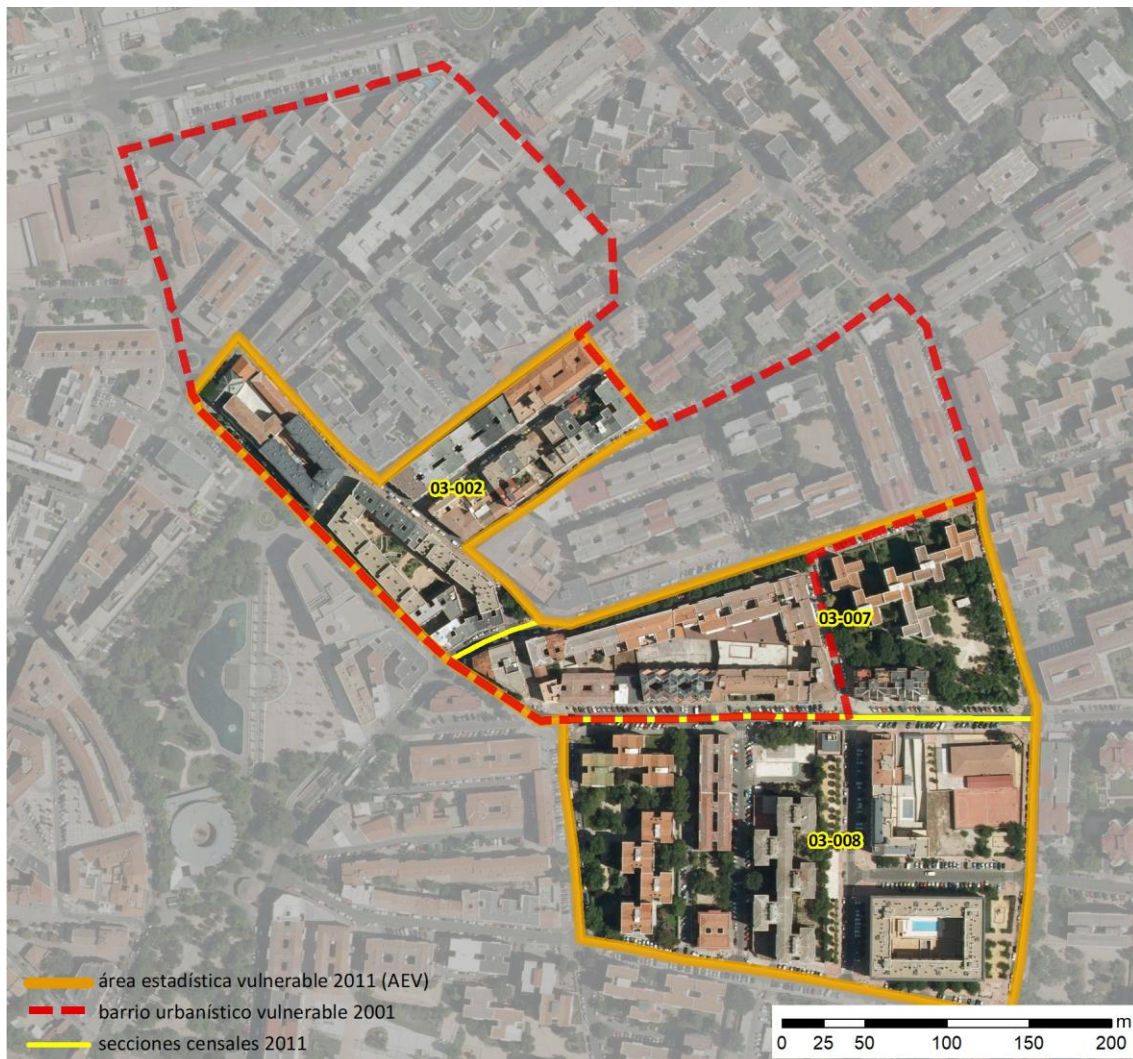 03-002
03-007
03-008
área estadística vulnerable 2011 (AEV)
barrio urbanístico vulnerable 2001
secciones censales 2011
m
0 25 50 100 150 200